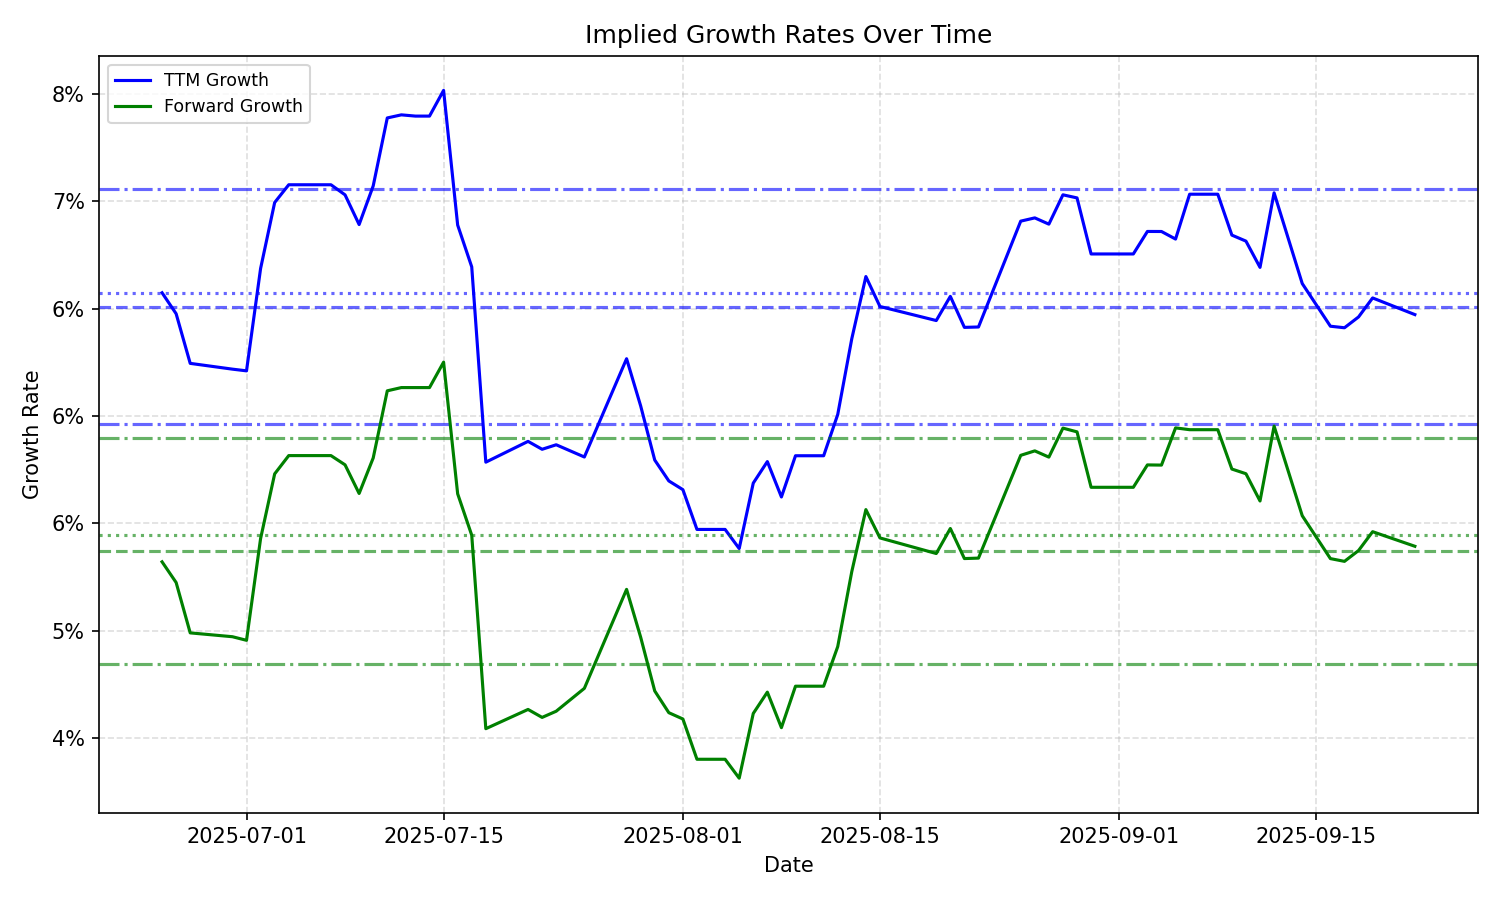 Implied Growth Rates Over Time
TTM Growth
Forward Growth
8%
7%
6%
6%
6%
5%
4%
Growth Rate
2025-07-01
2025-07-15
2025-08-01
2025-08-15
2025-09-01
2025-09-15
Date